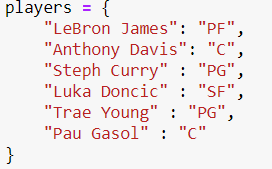 players = {
    "LeBron James": "PF",
    "Anthony Davis": "C",
    "Steph Curry" : "PG",
    "Luka Doncic" : "SF",
    "Trae Young" : "PG",
    "Pau Gasol" : "C"
}